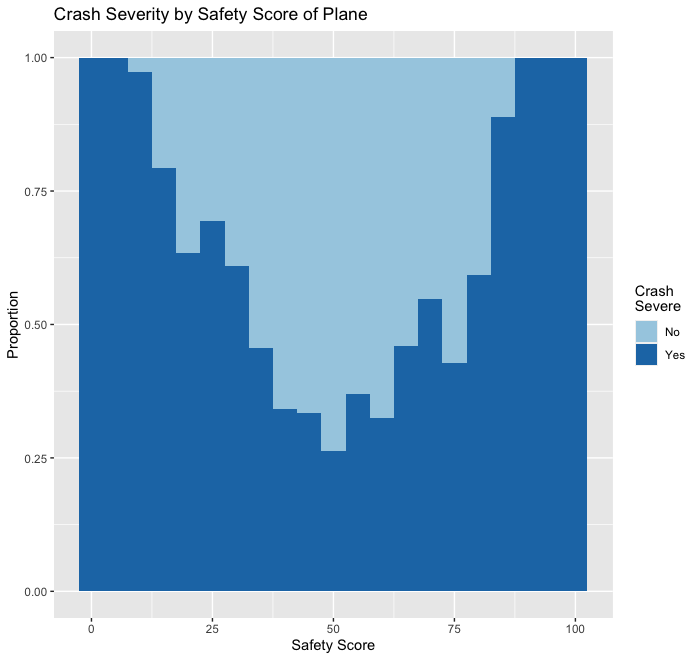 Crash Severity by Safety Score of Plane
1.00
0.75
0.50
0.25
0.00
Proportion
0
25
50
75
100
Safety Score
Crash
Severe
No
Yes